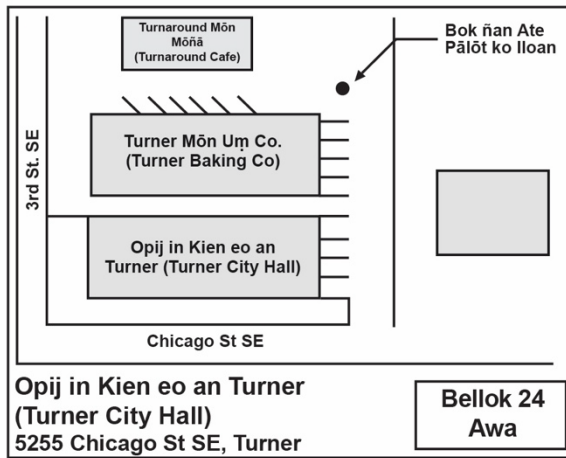 Turnaround Mōn
Mōñā
(Turnaround Cafe)
Bok ñan Ate
Pālōt ko Iloan
Turner Mōn Uṃ Co.
(Turner Baking Co)
3rd St. SE
Opij in Kien eo an
Turner (Turner City Hall)
Chicago St SE
Opij in Kien eo an Turner
(Turner City Hall)
5255 Chicago St SE, Turner
Bellok 24
Awa